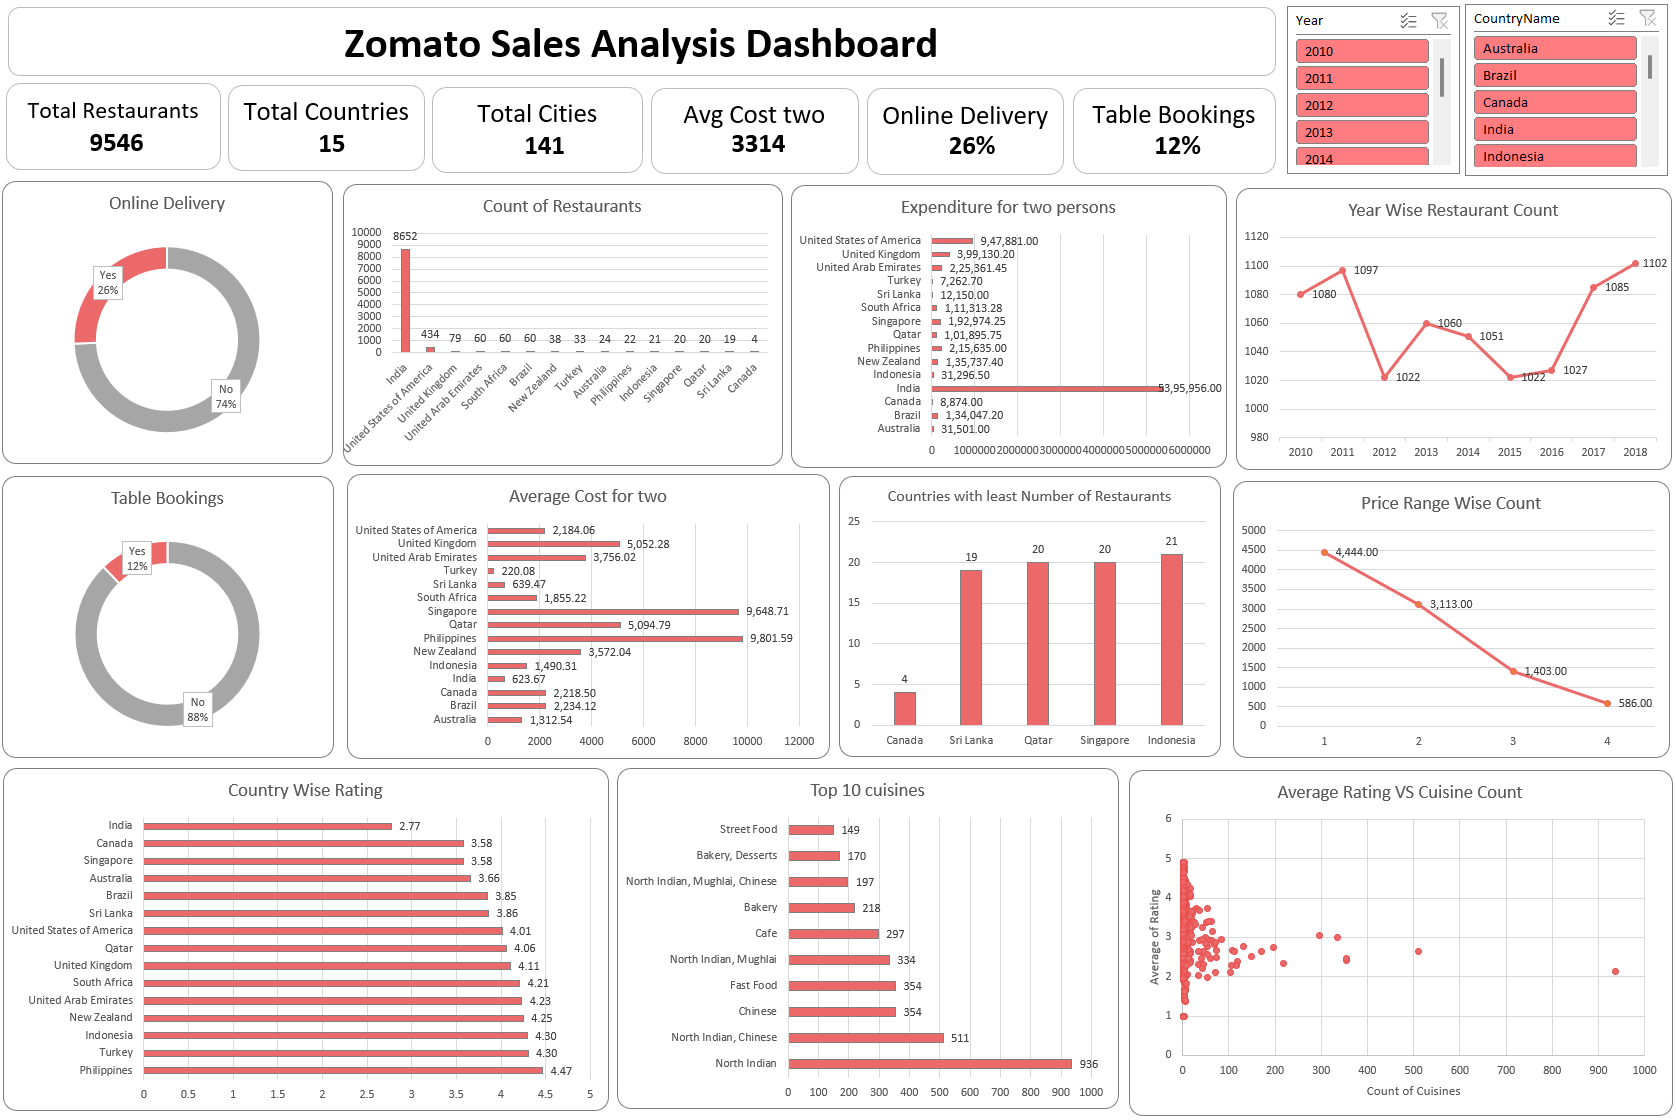 Zomato Sales Analysis Dashboard
Year
2010
2011
2012
2013
2014
CountryName
Australia
Brazil
Canada
India
Indonesia
Total Restaurants
9546
Total Countries
15
Total Cities
141
Avg Cost two
3314
Online Delivery
26%
Table Bookings
12%
Online Delivery
Yes
26%
No
74%
Count of Restaurants
10000
9000
8000
7000
6000
5000
4000
3000
2000
1000
0
8652 434 79 60 60 60 38 33 24 22 21 20 20 19 4
India
United States of America
United Kingdom
United Arab Emirates
South Africa
Brazil
New Zealand
Turkey
Australia
Philippines
Indonesia
Singapore
Qatar
Sri Lanka
Canada
Expenditure for two persons
United States of America 9,47,881.00
United Kingdom 3,99,130.20
United Arab Emirates 2,25,361.45
Turkey 7,262.70
Sri Lanka 12,150.00
South Africa 1,11,313.28
Singapore 1,92,974.25
Qatar 1,01,895.75
Philippines 2,15,635.00
New Zealand 1,35,737.40
Indonesia 31,296.50
India 53,95,956.00
Canada 8,874.00
Brazil 1,34,047.20
Australia 31,501.00
0 1000000 2000000 3000000 4000000 5000000 6000000
Year Wise Restaurant Count
1120
1100
1080
1060
1040
1020
1000
980
1080 1097 1022 1060 1051 1022 1027 1085 1102
2010 2011 2012 2013 2014 2015 2016 2017 2018
Table Bookings
Yes
12%
No
88%
Average Cost for two
United States of America 2,184.06
United Kingdom 5,052.28
United Arab Emirates 3,756.02
Turkey 220.08
Sri Lanka 639.47
South Africa 1,855.22
Singapore 9,648.71
Qatar 5,094.79
Philippines 9,801.59
New Zealand 3,572.04
Indonesia 1,490.31
India 623.67
Canada 2,218.50
Brazil 2,234.12
Australia 1,312.54
0 2000 4000 6000 8000 10000 12000
Countries with least Number of Restaurants
25
20
15
10
5
0
4 19 20 20 21
Canada Sri Lanka Qatar Singapore Indonesia
Price Range Wise Count
5000
4500
4000
3500
3000
2500
2000
1500
1000
500
0
4,444.00
3,113.00
1,403.00
586.00
1 2 3 4
Country Wise Rating
India 2.77
Canada 3.58
Singapore 3.58
Australia 3.66
Brazil 3.85
Sri Lanka 3.86
United States of America 4.01
Qatar 4.06
United Kingdom 4.11
South Africa 4.21
United Arab Emirates 4.23
New Zealand 4.25
Indonesia 4.30
Turkey 4.30
Philippines 4.47
0 0.5 1 1.5 2 2.5 3 3.5 4 4.5 5
Top 10 cuisines
Street Food 149
Bakery, Desserts 170
North Indian, Mughlai, Chinese 197
Bakery 218
Cafe 297
North Indian, Mughlai 334
Fast Food 354
Chinese 354
North Indian, Chinese 511
North Indian 936
0 100 200 300 400 500 600 700 800 900 1000
Average Rating VS Cuisine Count
Average of Rating
6
5
4
3
2
1
0
0 100 200 300 400 500 600 700 800 900 1000
Count of Cuisines